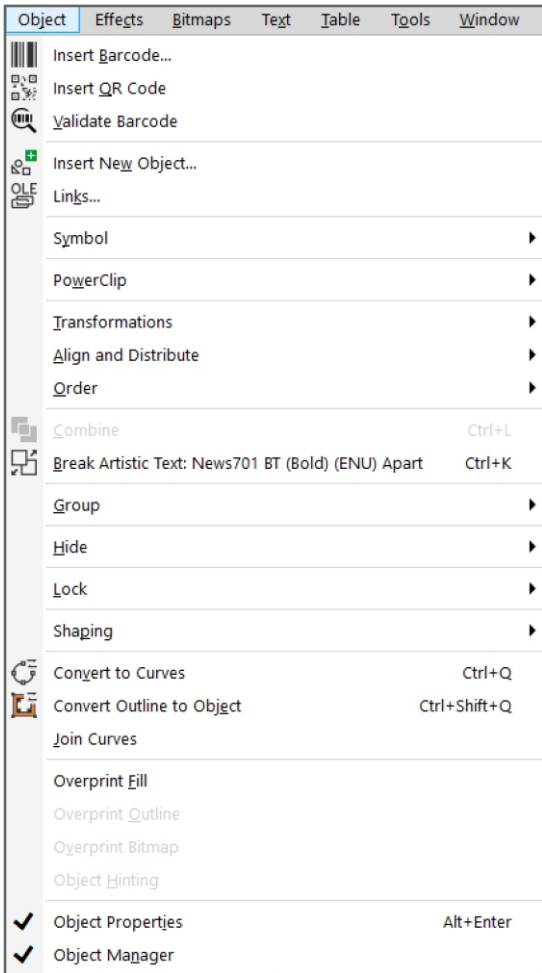 Object Effects Bitmaps Text Table Tools Window
Insert Barcode...
Insert QR Code
Validate Barcode
Insert New Object...
OLE Links...
Symbol
PowerClip
Transformations
Align and Distribute
Order
Combine Ctrl+L
Break Artistic Text: News701 BT (Bold) (ENU) Apart Ctrl+K
Group
Hide
Lock
Shaping
Convert to Curves Ctrl+Q
Convert Outline to Object Ctrl+Shift+Q
Join Curves
Overprint Fill
Overprint Outline
Overprint Bitmap
Object Hinting
Object Properties Alt+Enter
Object Manager